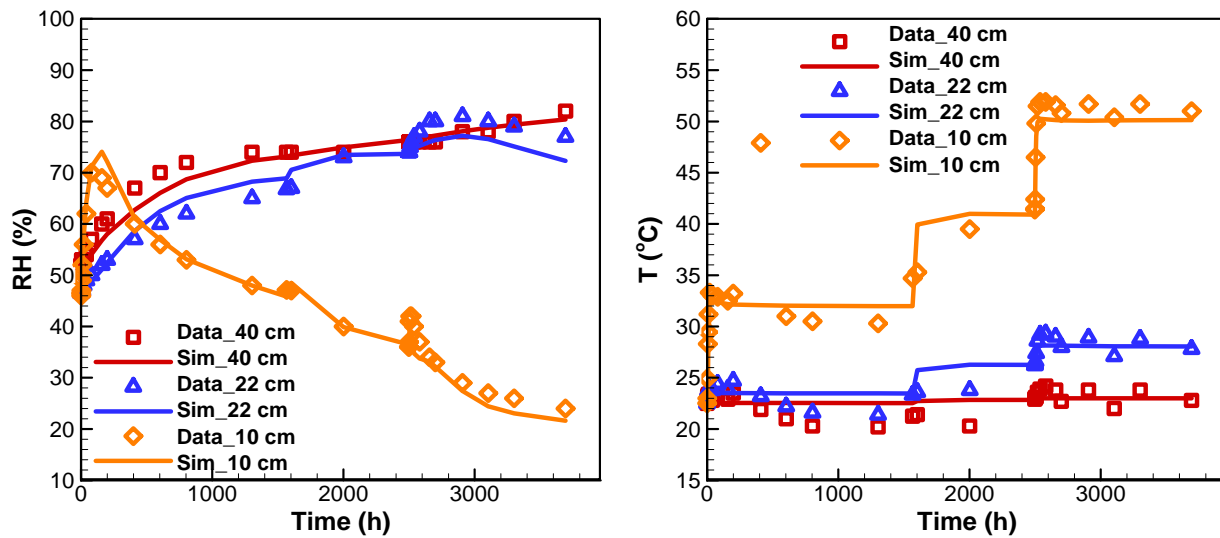 100
90
80
70
60
50
40
30
20
10
RH (%)
Data_40 cm
Sim_40 cm
Data_22 cm
Sim_22 cm
Data_10 cm
Sim_10 cm
0 1000 2000 3000
Time (h)
60
55
50
45
40
35
30
25
20
15
T (°C)
Data_40 cm
Sim_40 cm
Data_22 cm
Sim_22 cm
Data_10 cm
Sim_10 cm
0 1000 2000 3000
Time (h)